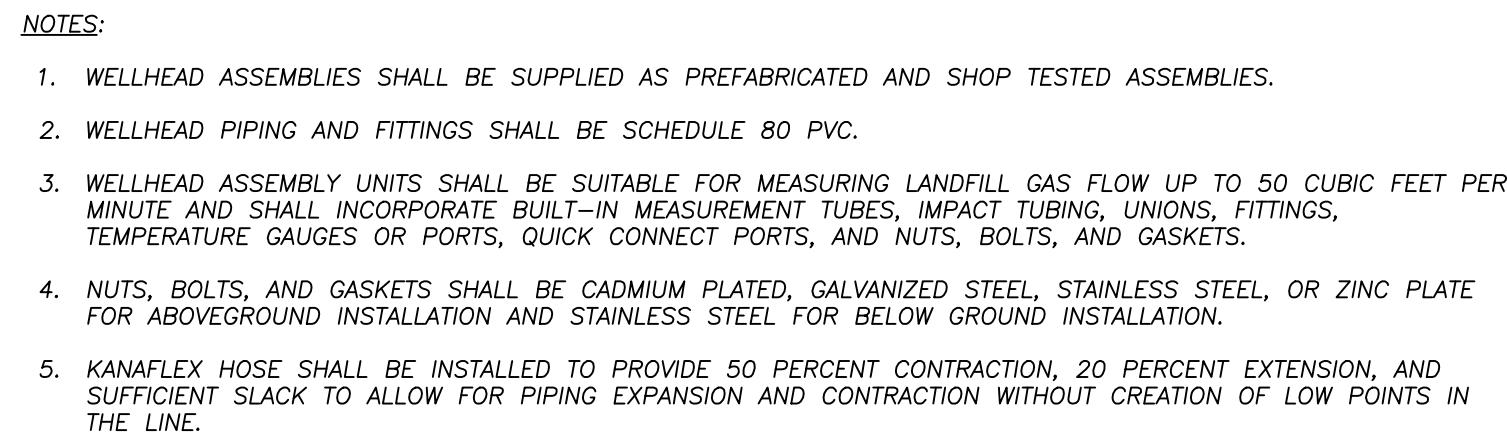 NOTES:
1. WELLHEAD ASSEMBLIES SHALL BE SUPPLIED AS PREFABRICATED AND SHOP TESTED ASSEMBLIES.
2. WELLHEAD PIPING AND FITTINGS SHALL BE SCHEDULE 80 PVC.
3. WELLHEAD ASSEMBLY UNITS SHALL BE SUITABLE FOR MEASURING LANDFILL GAS FLOW UP TO 50 CUBIC FEET PER
MINUTE AND SHALL INCORPORATE BUILT-IN MEASUREMENT TUBES, IMPACT TUBING, UNIONS, FITTINGS,
TEMPERATURE GAUGES OR PORTS, QUICK CONNECT PORTS, AND NUTS, BOLTS, AND GASKETS.
4. NUTS, BOLTS, AND GASKETS SHALL BE CADMIUM PLATED, GALVANIZED STEEL, STAINLESS STEEL, OR ZINC PLATE
FOR ABOVEGROUND INSTALLATION AND STAINLESS STEEL FOR BELOW GROUND INSTALLATION.
5. KANAFLEX HOSE SHALL BE INSTALLED TO PROVIDE 50 PERCENT CONTRACTION, 20 PERCENT EXTENSION, AND
SUFFICIENT SLACK TO ALLOW FOR PIPING EXPANSION AND CONTRACTION WITHOUT CREATION OF LOW POINTS IN
THE LINE.